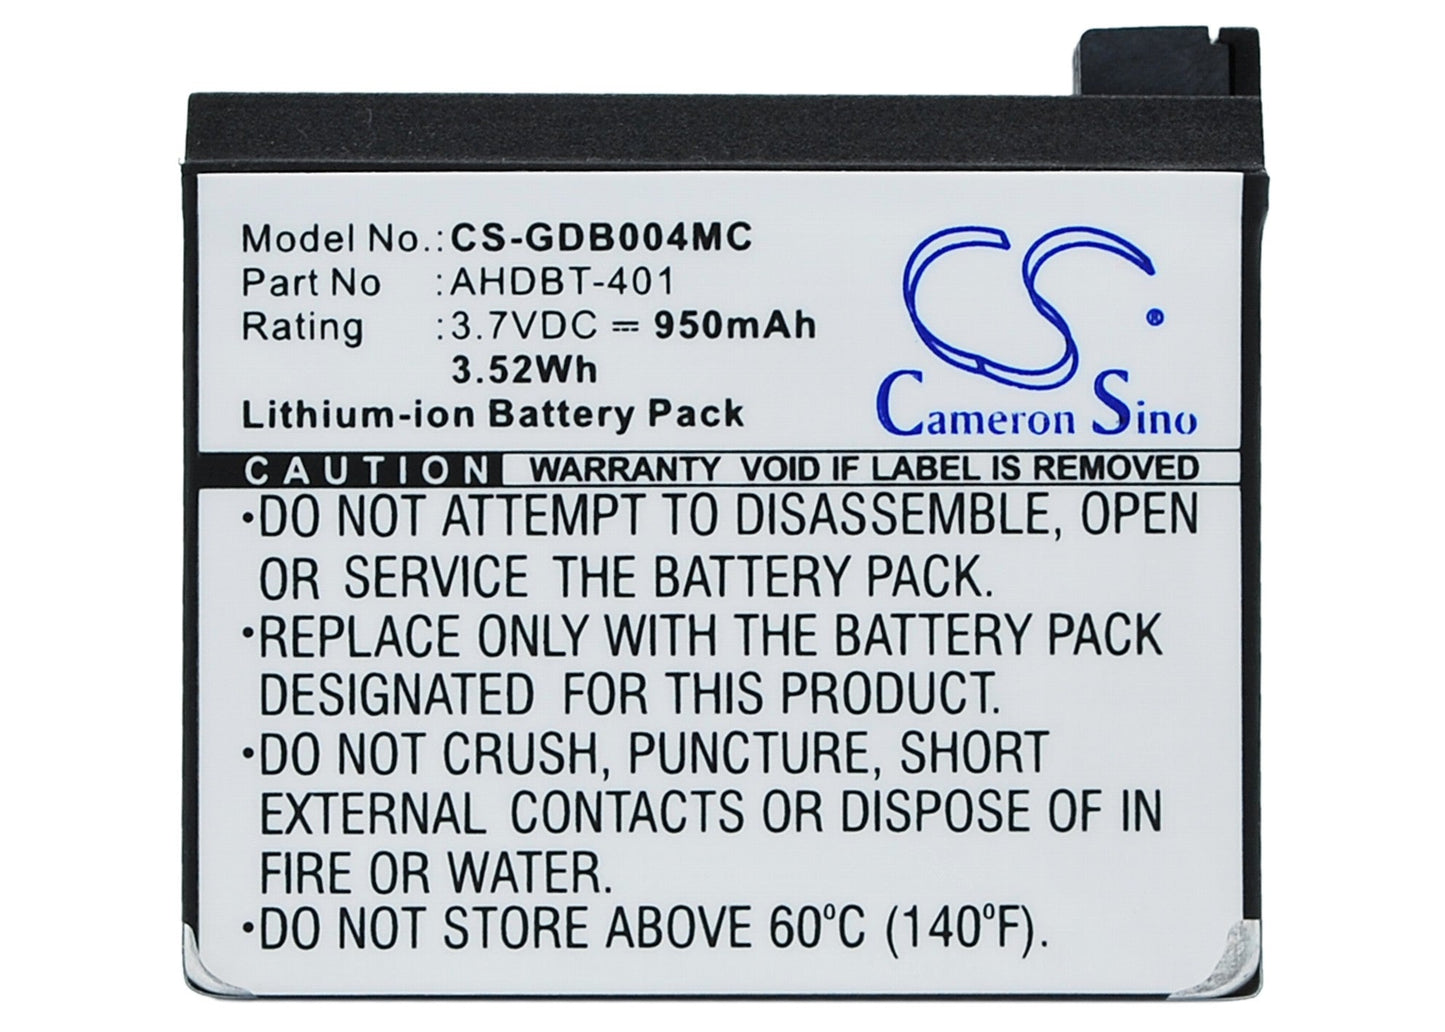 Model No.:CS-GDB004MC
Part No :AHDBT-401
Rating :3.7VDC ⎓ 950mAh
3.52Wh
Lithium-ion Battery Pack
CS ®
Cameron Sino
CAUTION WARRANTY VOID IF LABEL IS REMOVED
•DO NOT ATTEMPT TO DISASSEMBLE, OPEN
OR SERVICE THE BATTERY PACK.
•REPLACE ONLY WITH THE BATTERY PACK
DESIGNATED FOR THIS PRODUCT.
•DO NOT CRUSH, PUNCTURE, SHORT
EXTERNAL CONTACTS OR DISPOSE OF IN
FIRE OR WATER.
•DO NOT STORE ABOVE 60°C (140°F).